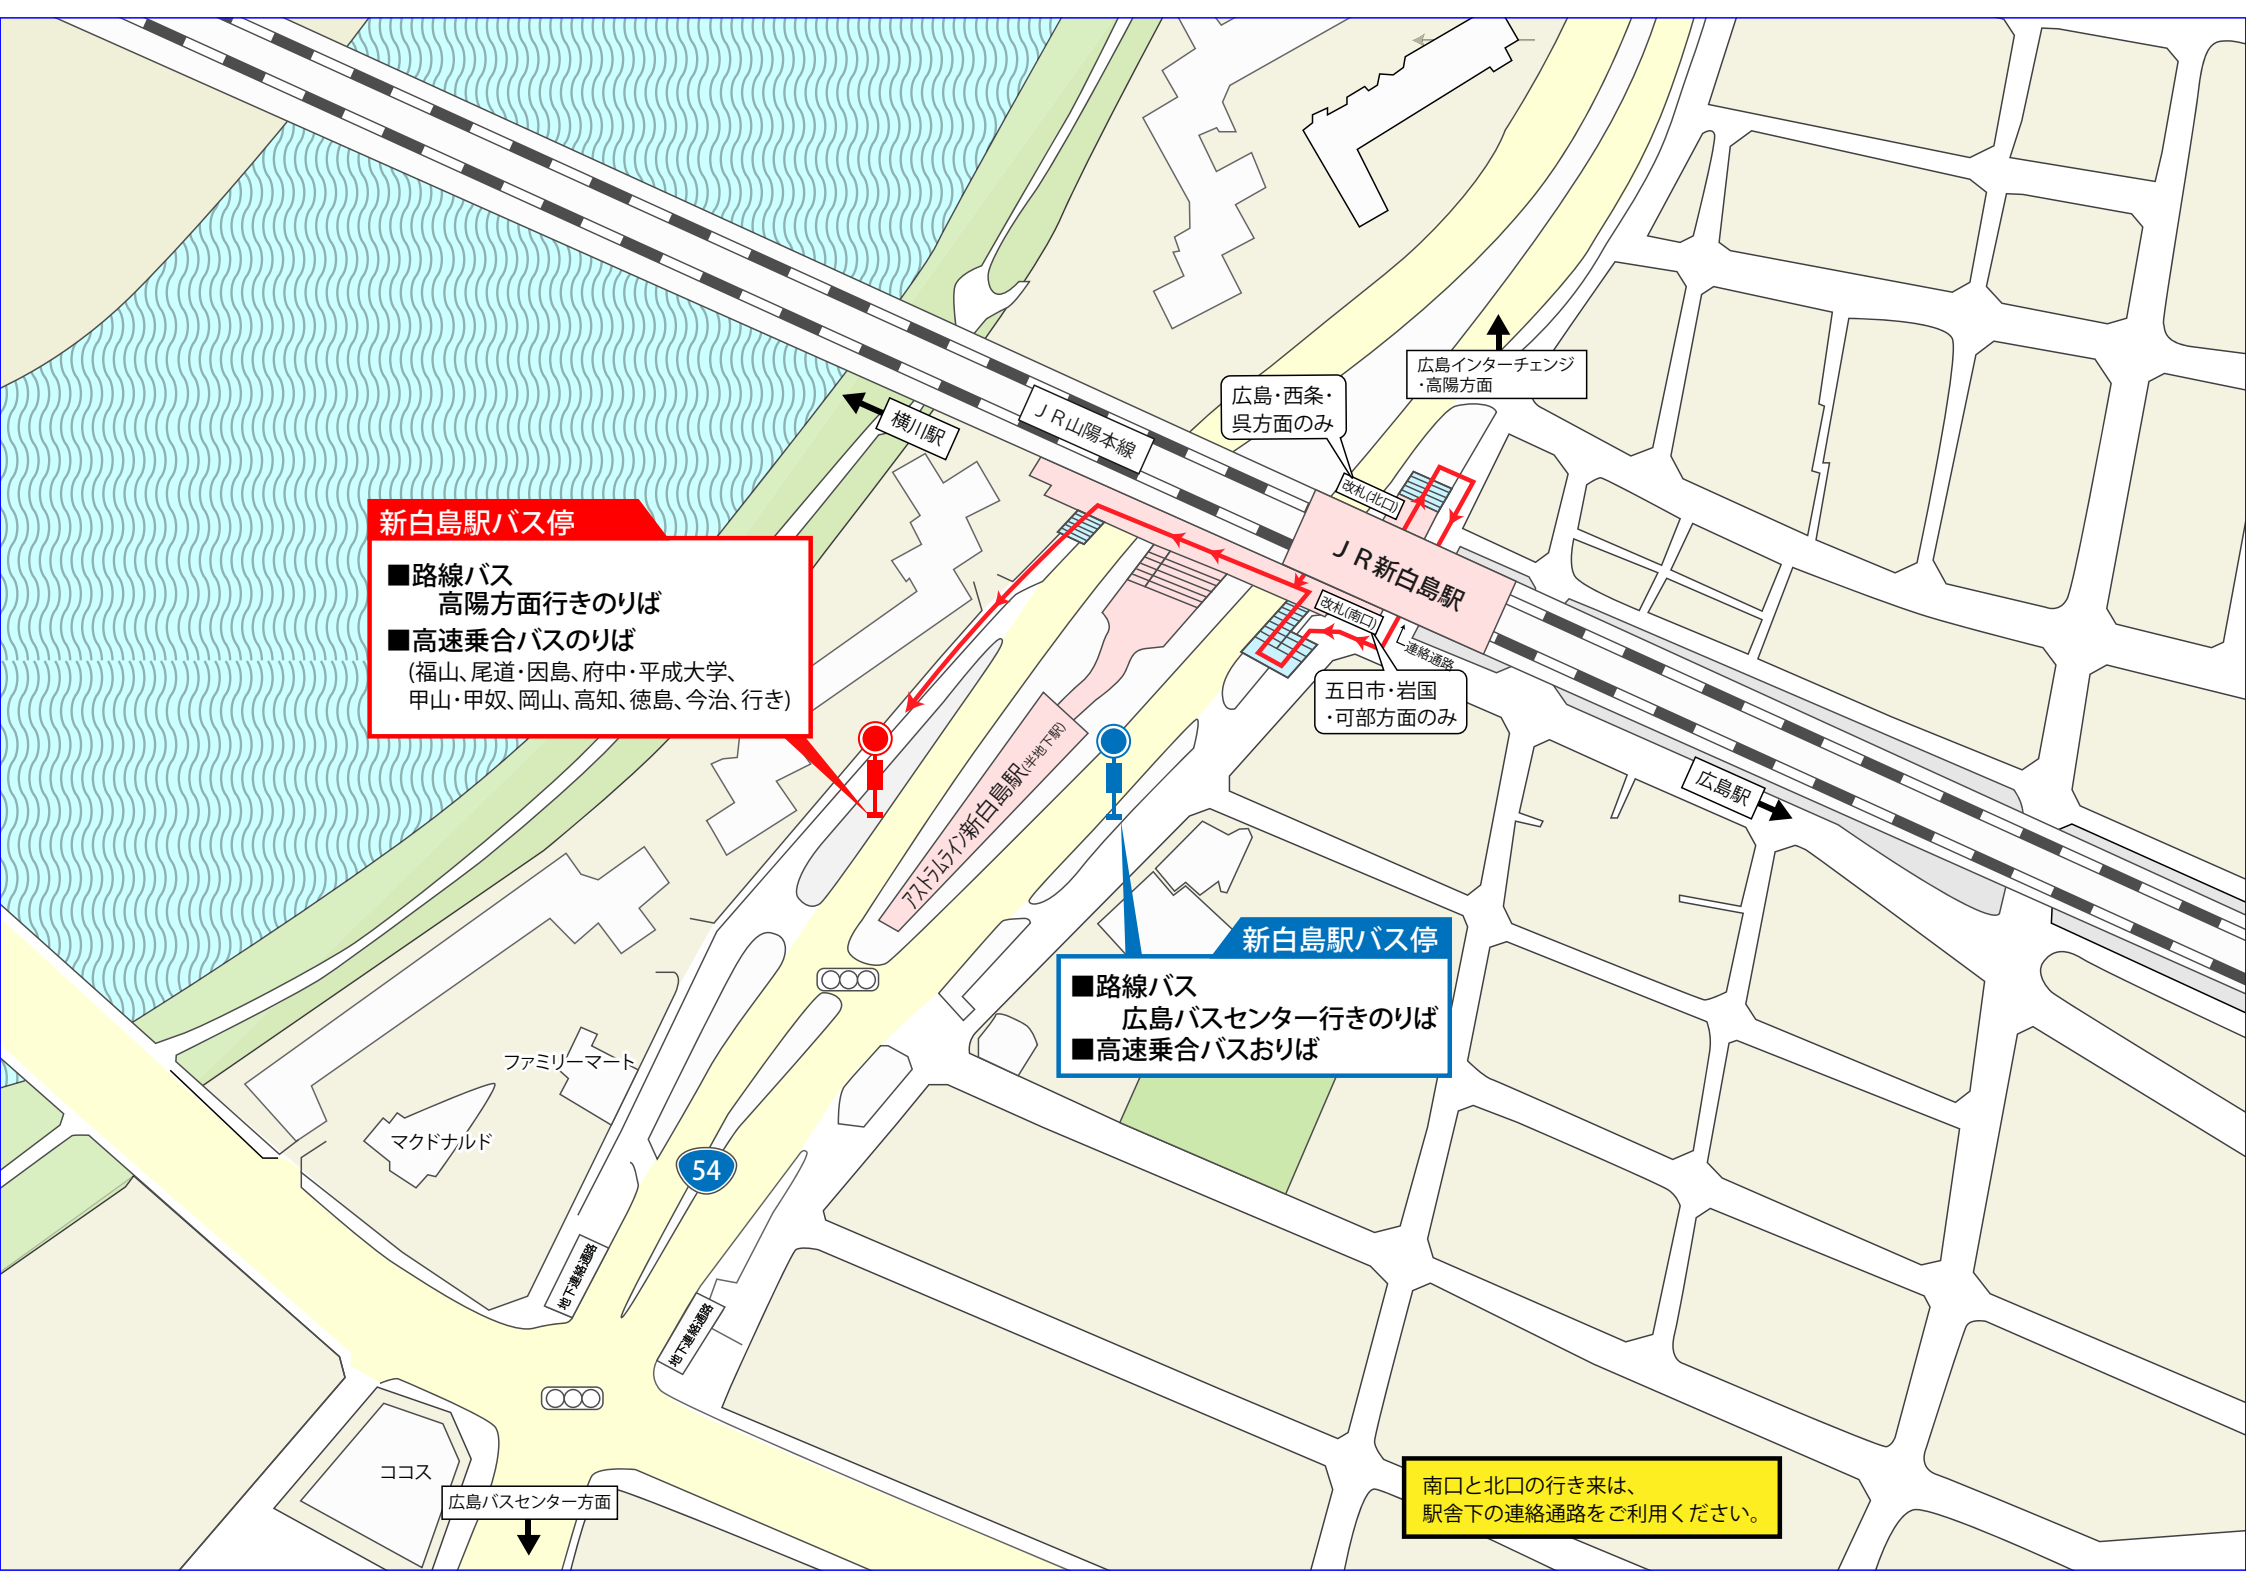 広島インターチェンジ
・高陽方面
広島・西条・
呉方面のみ
横川駅
ＪＲ山陽本線
改札(北口)
ＪＲ新白島駅
改札(南口)
連絡通路
五日市・岩国
・可部方面のみ
広島駅
新白島駅バス停
■路線バス
高陽方面行きのりば
■高速乗合バスのりば
(福山、尾道・因島、府中・平成大学、
甲山・甲奴、岡山、高知、徳島、今治、行き)
アストラムライン新白島駅(半地下駅)
新白島駅バス停
■路線バス
広島バスセンター行きのりば
■高速乗合バスおりば
ファミリーマート
マクドナルド
54
地下連絡通路
地下連絡通路
ココス
広島バスセンター方面
南口と北口の行き来は、
駅舎下の連絡通路をご利用ください。